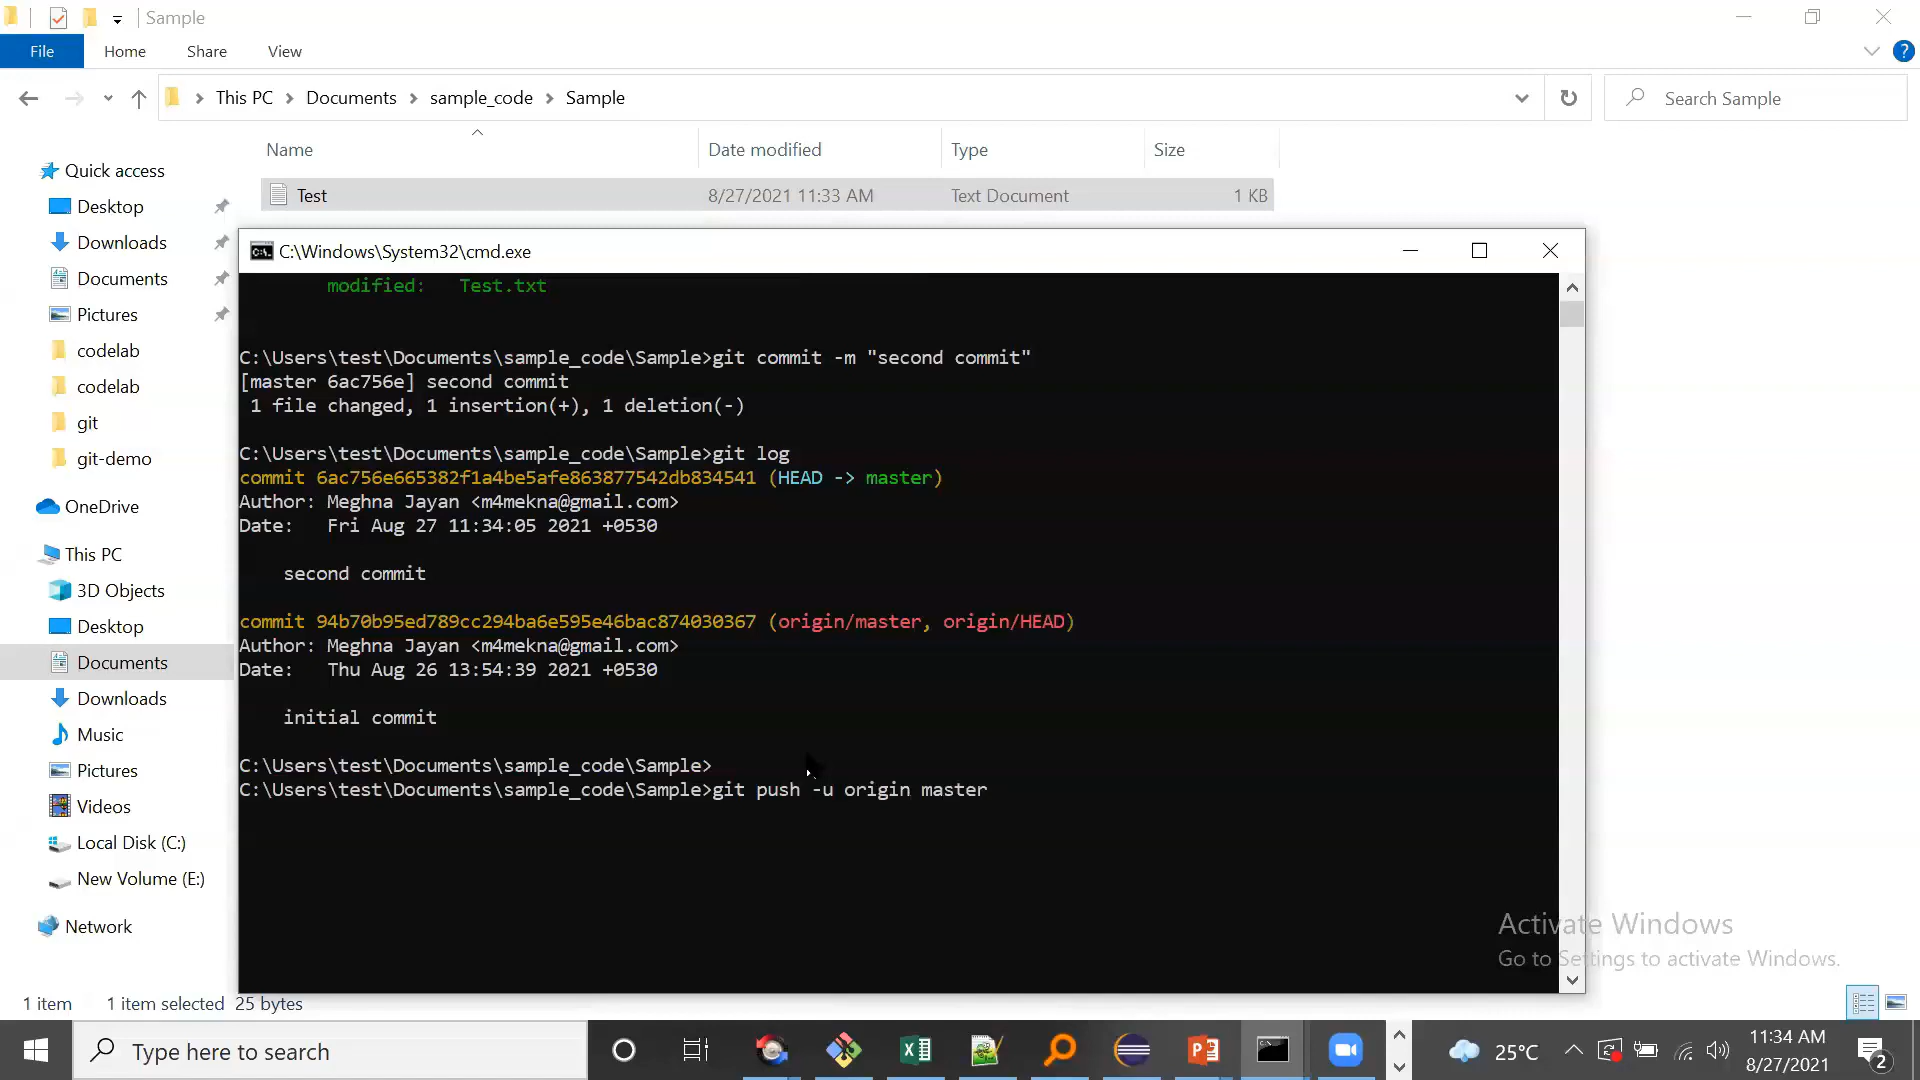 Sample
File Home Share View
This PC Documents sample_code Sample
Search Sample
Name Date modified Type Size
Test 8/27/2021 11:33 AM Text Document 1 KB
Quick access
Desktop
Downloads
Documents
Pictures
codelab
codelab
git
git-demo
OneDrive
This PC
3D Objects
Desktop
Documents
Downloads
Music
Pictures
Videos
Local Disk (C:)
New Volume (E:)
Network
C:\Windows\System32\cmd.exe
modified: Test.txt
C:\Users\test\Documents\sample_code\Sample>git commit -m "second commit"
[master 6ac756e] second commit
1 file changed, 1 insertion(+), 1 deletion(-)
C:\Users\test\Documents\sample_code\Sample>git log
commit 6ac756e665382f1a4be5afe863877542db834541 (HEAD -> master)
Author: Meghna Jayan <m4mekna@gmail.com>
Date: Fri Aug 27 11:34:05 2021 +0530
second commit
commit 94b70b95ed789cc294ba6e595e46bac874030367 (origin/master, origin/HEAD)
Author: Meghna Jayan <m4mekna@gmail.com>
Date: Thu Aug 26 13:54:39 2021 +0530
initial commit
C:\Users\test\Documents\sample_code\Sample>
C:\Users\test\Documents\sample_code\Sample>git push -u origin master
Activate Windows
Go to Settings to activate Windows.
1 item 1 item selected 25 bytes
Type here to search
25°C
11:34 AM
8/27/2021
2